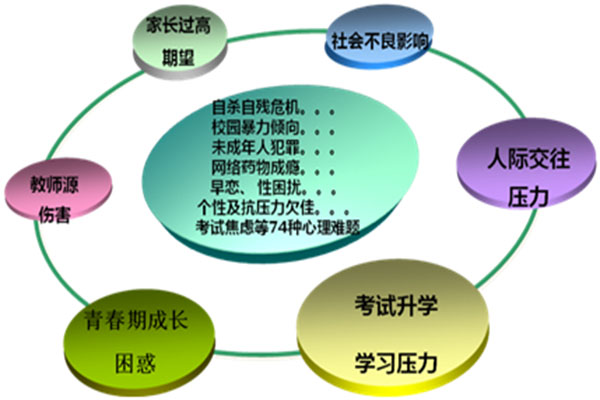 家长过高
期望
社会不良影响
自杀自残危机。。。
校园暴力倾向。。。
未成年人犯罪。。。
网络药物成瘾。。。
早恋、性困扰。。。
个性及抗压力欠佳。。。
考试焦虑等74种心理难题
人际交往
压力
教师源
伤害
考试升学
学习压力
青春期成长
困惑